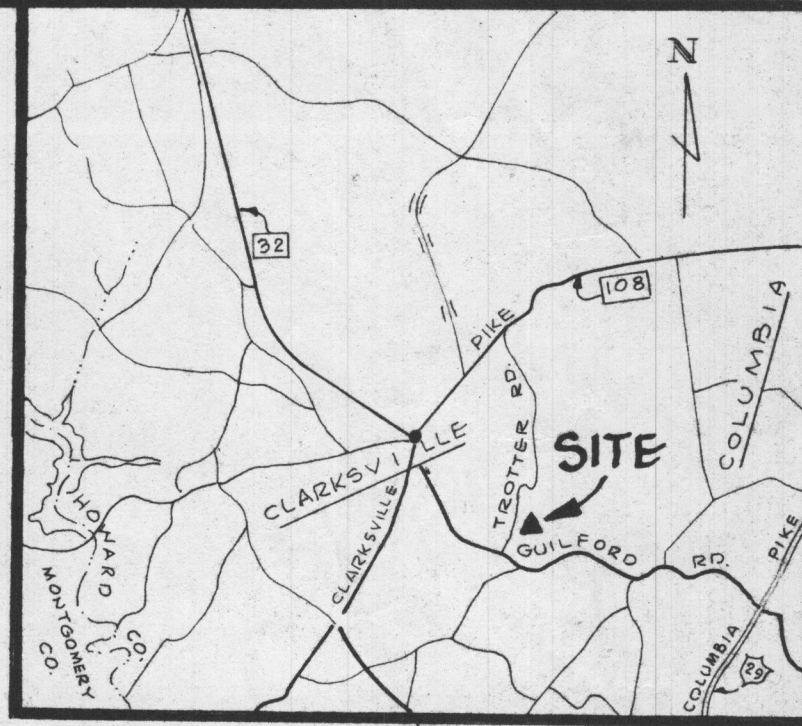 N
32
108
PIKE
COLUMBIA
TROTTER RD.
SITE
CLARKSVILLE
CLARKSVILLE
GUILFORD RD.
HOWARD CO.
MONTGOMERY CO.
COLUMBIA PIKE
29